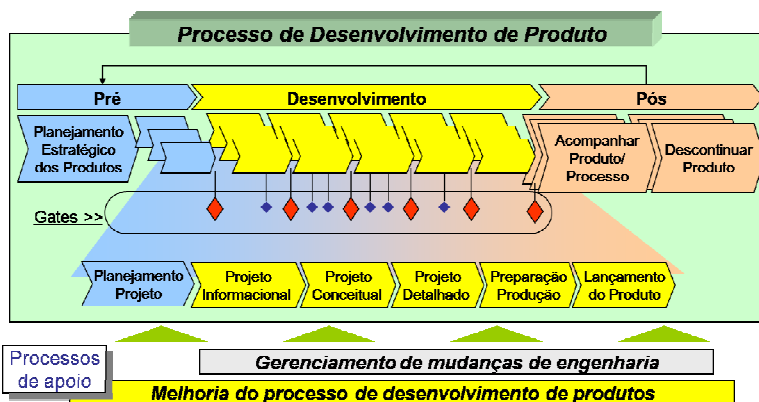 Processo de Desenvolvimento de Produto
Pré
Desenvolvimento
Pós
Planejamento
Estratégico
dos Produtos
Acompanhar
Produto/
Processo
Descontinuar
Produto
Gates >>
Planejamento
Projeto
Projeto
Informacional
Projeto
Conceitual
Projeto
Detalhado
Preparação
Produção
Lançamento
do Produto
Processos
de apoio
Gerenciamento de mudanças de engenharia
Melhoria do processo de desenvolvimento de produtos